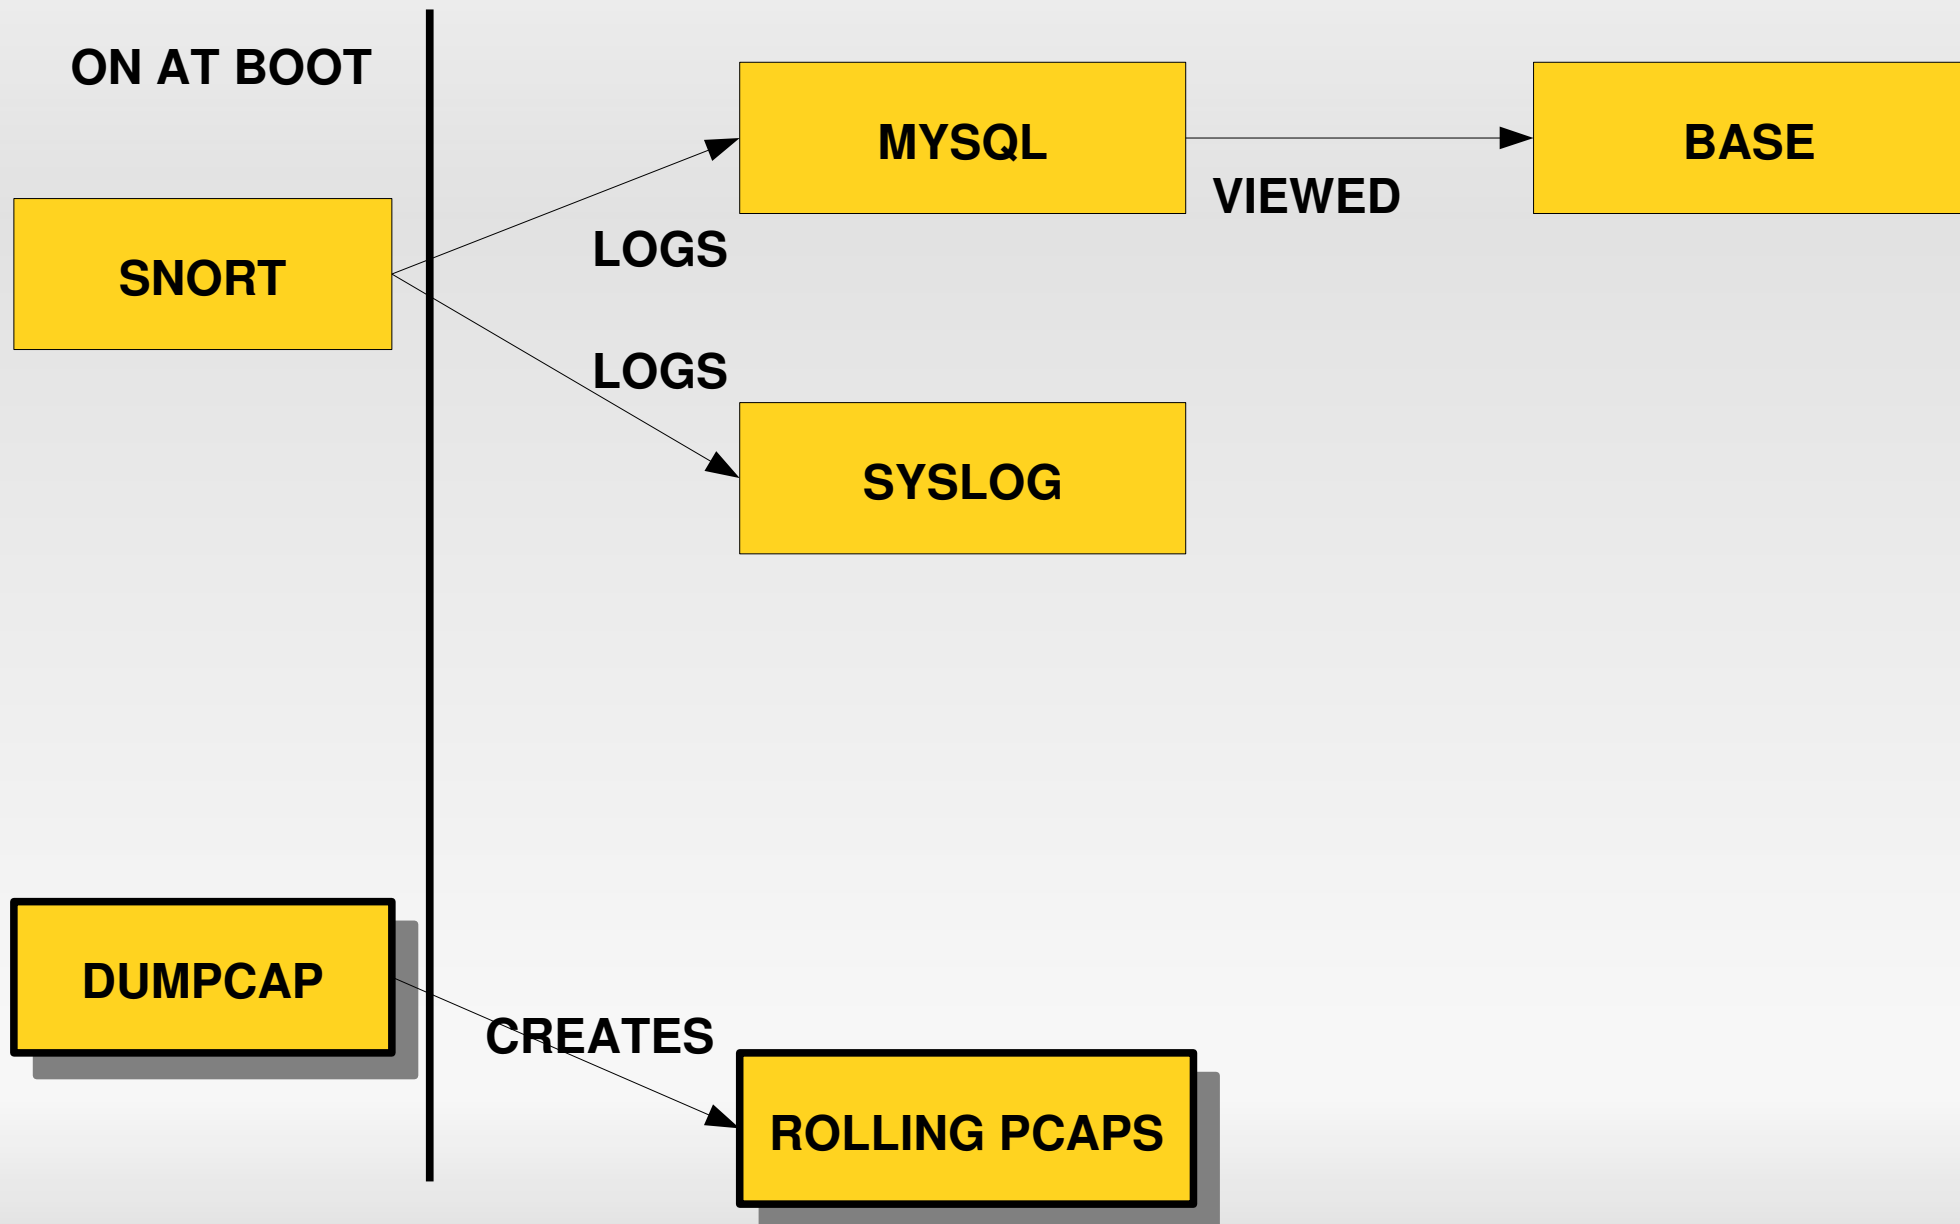 ON AT BOOT
MYSQL
BASE
VIEWED
SNORT
LOGS
LOGS
SYSLOG
DUMPCAP
CREATES
ROLLING PCAPS